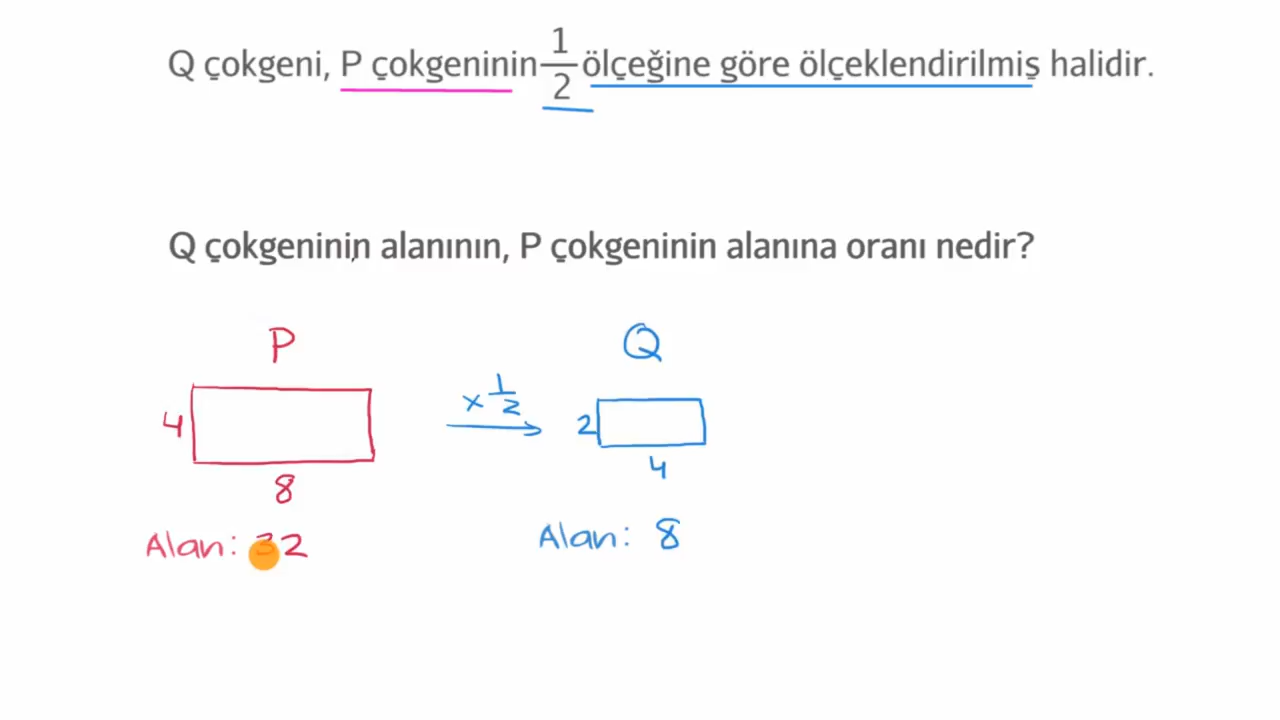 Q çokgeni, P çokgeninin 1/2 ölçeğine göre ölçeklendirilmiş halidir.
Q çokgeninin alanının, P çokgeninin alanına oranı nedir?
P
Q
x 1/2
4
2
8
4
Alan: 32
Alan: 8